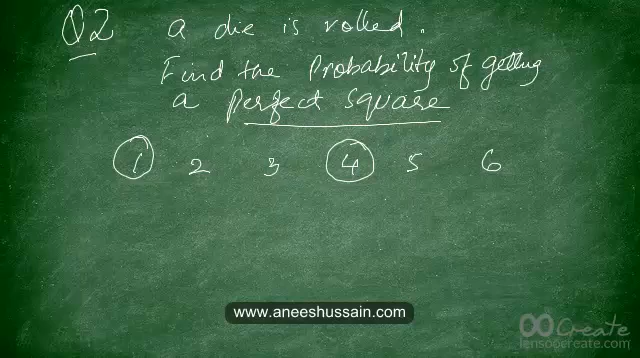 Q2 a die is rolled.
Find the Probability of getting
a perfect square
1 2 3 4 5 6
www.aneeshussain.com
Create
lensoocreate.com